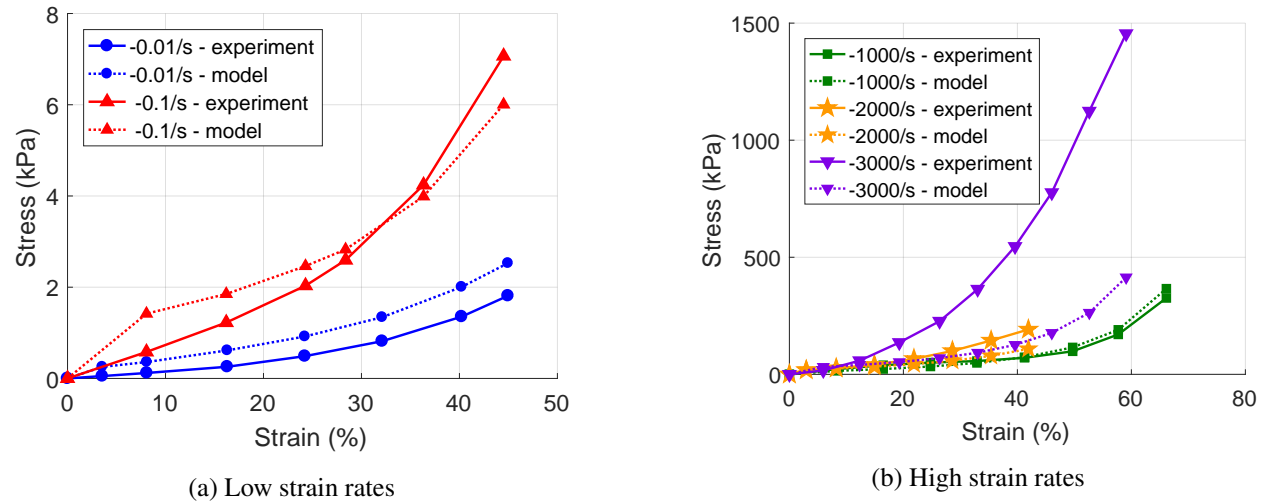 8
6
4
2
0
0
10
20
30
40
50
Stress (kPa)
Strain (%)
-0.01/s - experiment
-0.01/s - model
-0.1/s - experiment
-0.1/s - model
(a) Low strain rates
1500
1000
500
0
0
20
40
60
80
Stress (kPa)
Strain (%)
-1000/s - experiment
-1000/s - model
-2000/s - experiment
-2000/s - model
-3000/s - experiment
-3000/s - model
(b) High strain rates